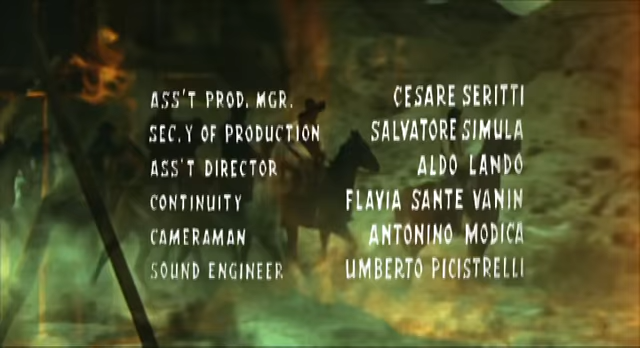 ASS'T PROD. MGR. CESARE SERITTI
SEC.Y OF PRODUCTION SALVATORE SIMULA
ASS'T DIRECTOR ALDO LANDO
CONTINUITY FLAVIA SANTE VANIN
CAMERAMAN ANTONINO MODICA
SOUND ENGINEER UMBERTO PICISTRELLI